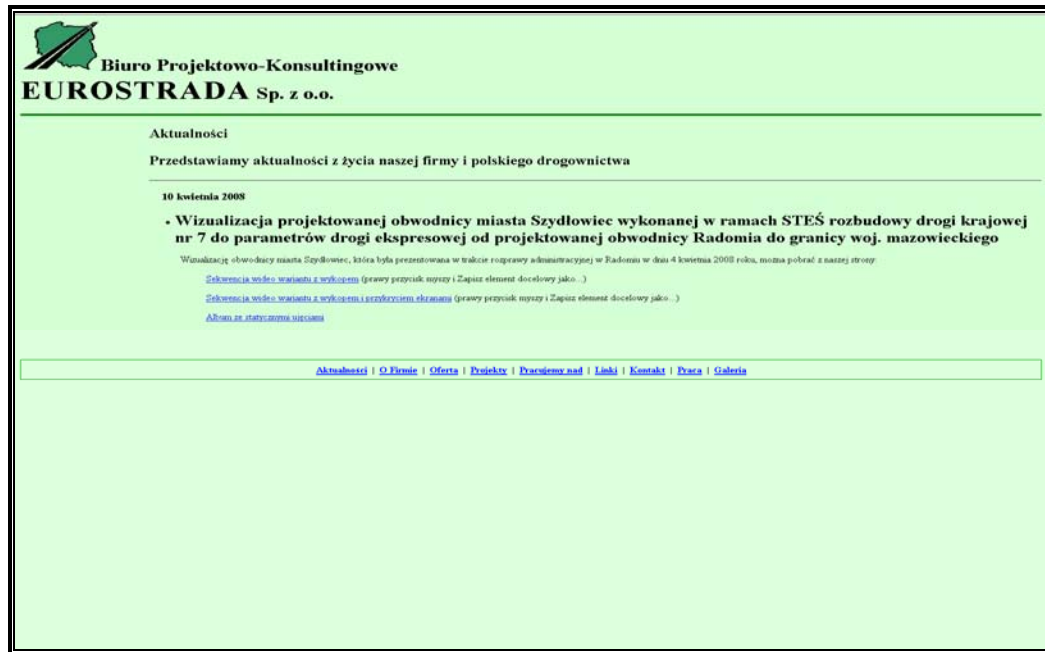 Biuro Projektowo-Konsultingowe
EUROSTRADA Sp. z o.o.
Aktualności
Przedstawiamy aktualności z życia naszej firmy i polskiego drogownictwa
10 kwietnia 2008
• Wizualizacja projektowanej obwodnicy miasta Szydłowiec wykonanej w ramach STEŚ rozbudowy drogi krajowej
nr 7 do parametrów drogi ekspresowej od projektowanej obwodnicy Radomia do granicy woj. mazowieckiego
Wizualizację obwodnicy miasta Szydłowiec, która była prezentowana w trakcie rozprawy administracyjnej w Radomiu w dniu 4 kwietnia 2008 roku, można pobrać z naszej strony:
Sekwencja wideo wariantu z wykopem (prawy przycisk myszy i Zapisz element docelowy jako...)
Sekwencja wideo wariantu z wykopem i przykryciem ekranami (prawy przycisk myszy i Zapisz element docelowy jako...)
Album ze statycznymi ujęciami
Aktualności | O Firmie | Oferta | Projekty | Pracujemy nad | Linki | Kontakt | Praca | Galeria